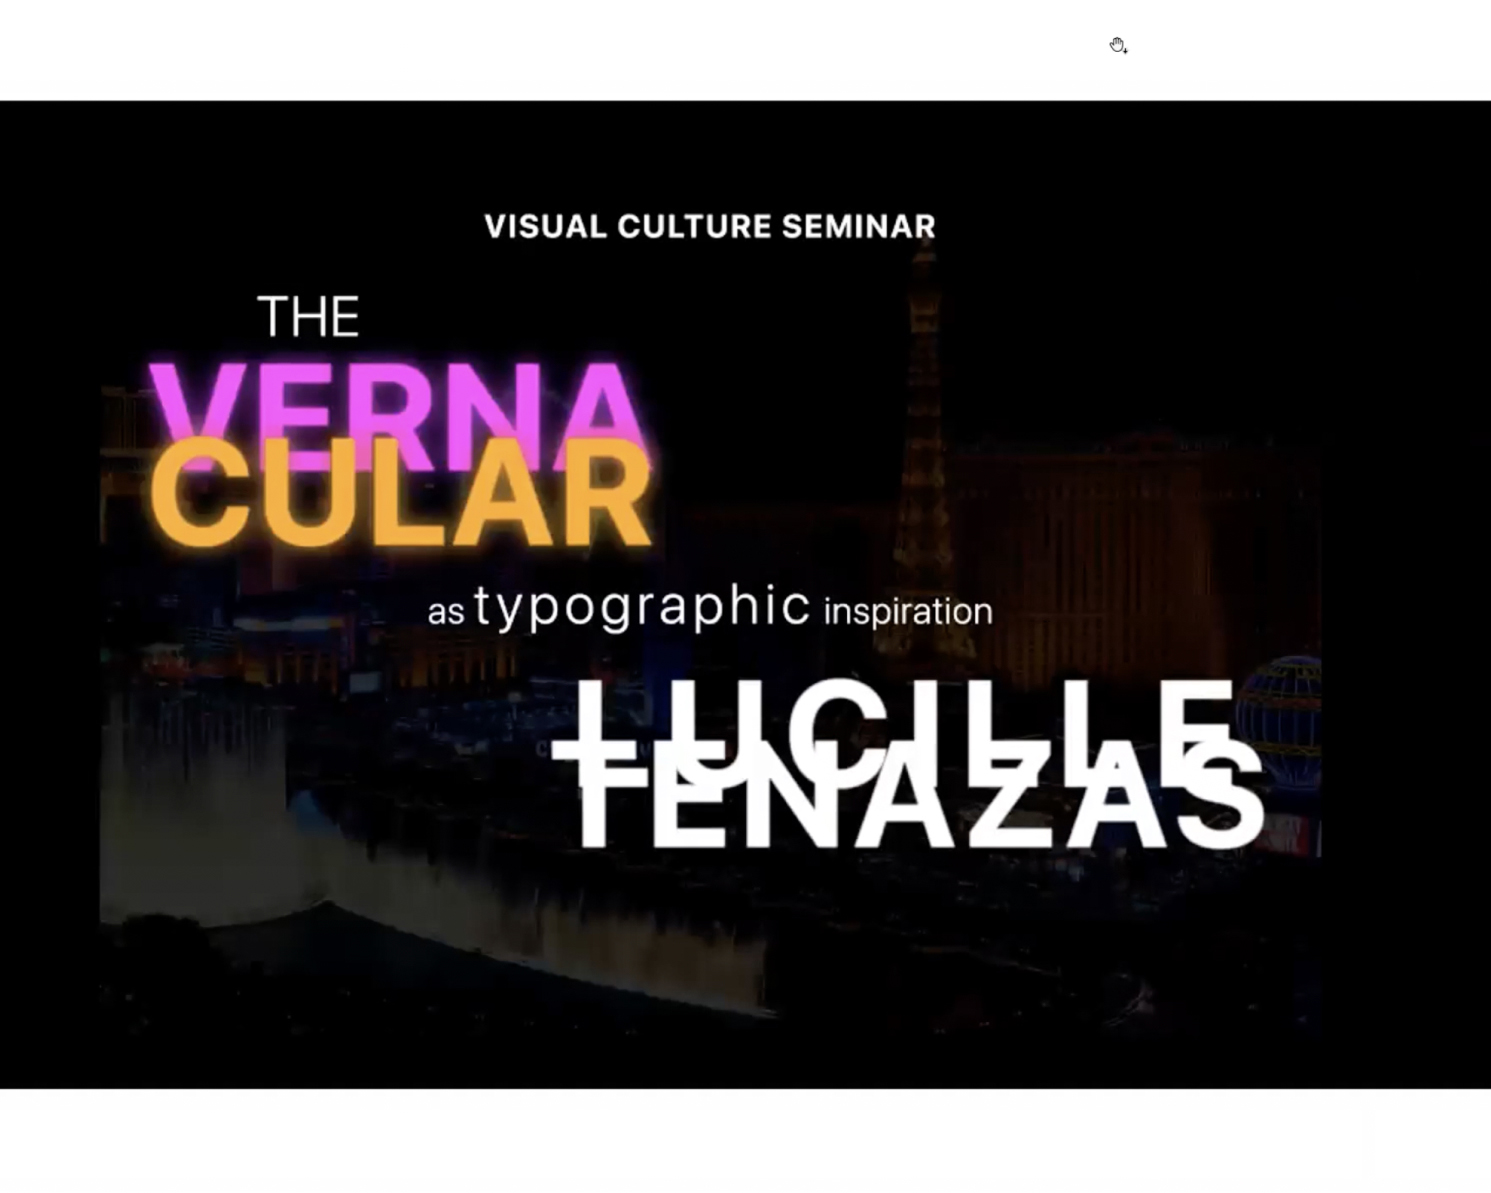 VISUAL CULTURE SEMINAR
THE
VERNA
CULAR
as typographic inspiration
LUCILLE
TENAZAS